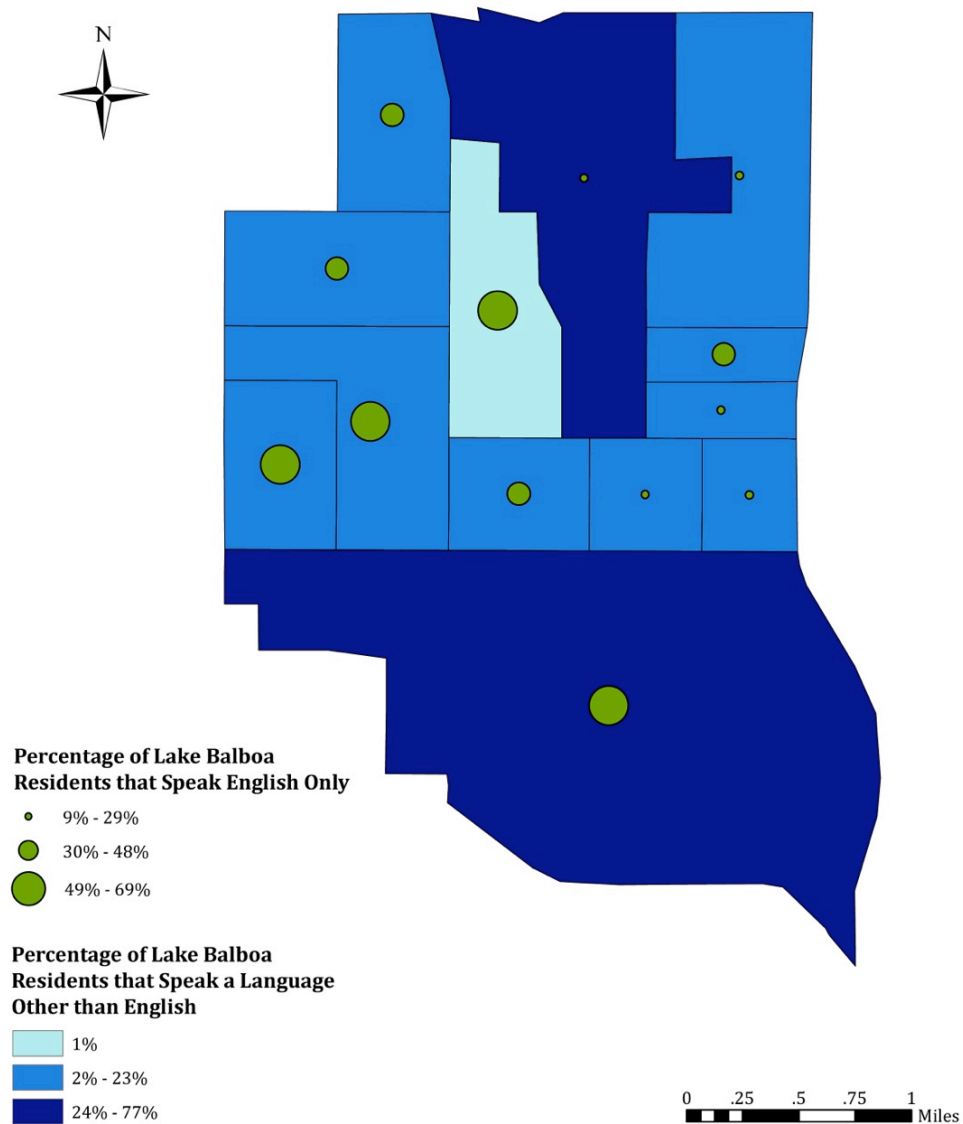 N
Percentage of Lake Balboa
Residents that Speak English Only
9% - 29%
30% - 48%
49% - 69%
Percentage of Lake Balboa
Residents that Speak a Language
Other than English
1%
2% - 23%
24% - 77%
0 .25 .5 .75 1
Miles